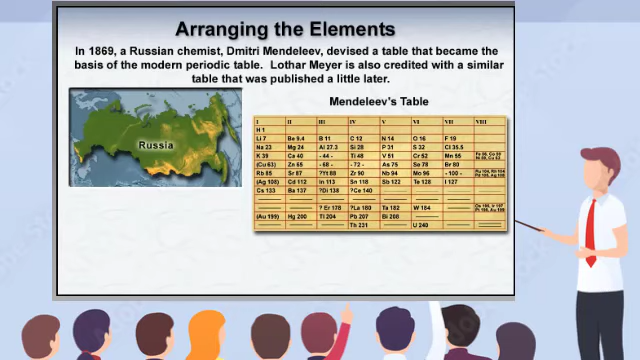 Arranging the Elements
In 1869, a Russian chemist, Dmitri Mendeleev, devised a table that became the
basis of the modern periodic table. Lothar Meyer is also credited with a similar
table that was published a little later.
Mendeleev's Table
Russia
I II III IV V VI VII VIII
H 1
Li 7 Be 9.4 B 11 C 12 N 14 O 16 F 19
Na 23 Mg 24 Al 27.3 Si 28 P 31 S 32 Cl 35.5
K 39 Ca 40 - 44 - Ti 48 V 51 Cr 52 Mn 55
(Cu 63) Zn 65 - 68 - - 72 - As 75 Se 78 Br 80
Rb 85 Sr 87 ?Yt 88 Zr 90 Nb 94 Mo 96 - 100 -
(Ag 108) Cd 112 In 113 Sn 118 Sb 122 Te 128 I 127
Cs 133 Ba 137 ?Di 138 ?Ce 140
? Er 178 ?La 180 Ta 182 W 184
(Au 199) Hg 200 Tl 204 Pb 207 Bi 208
Th 231 U 240